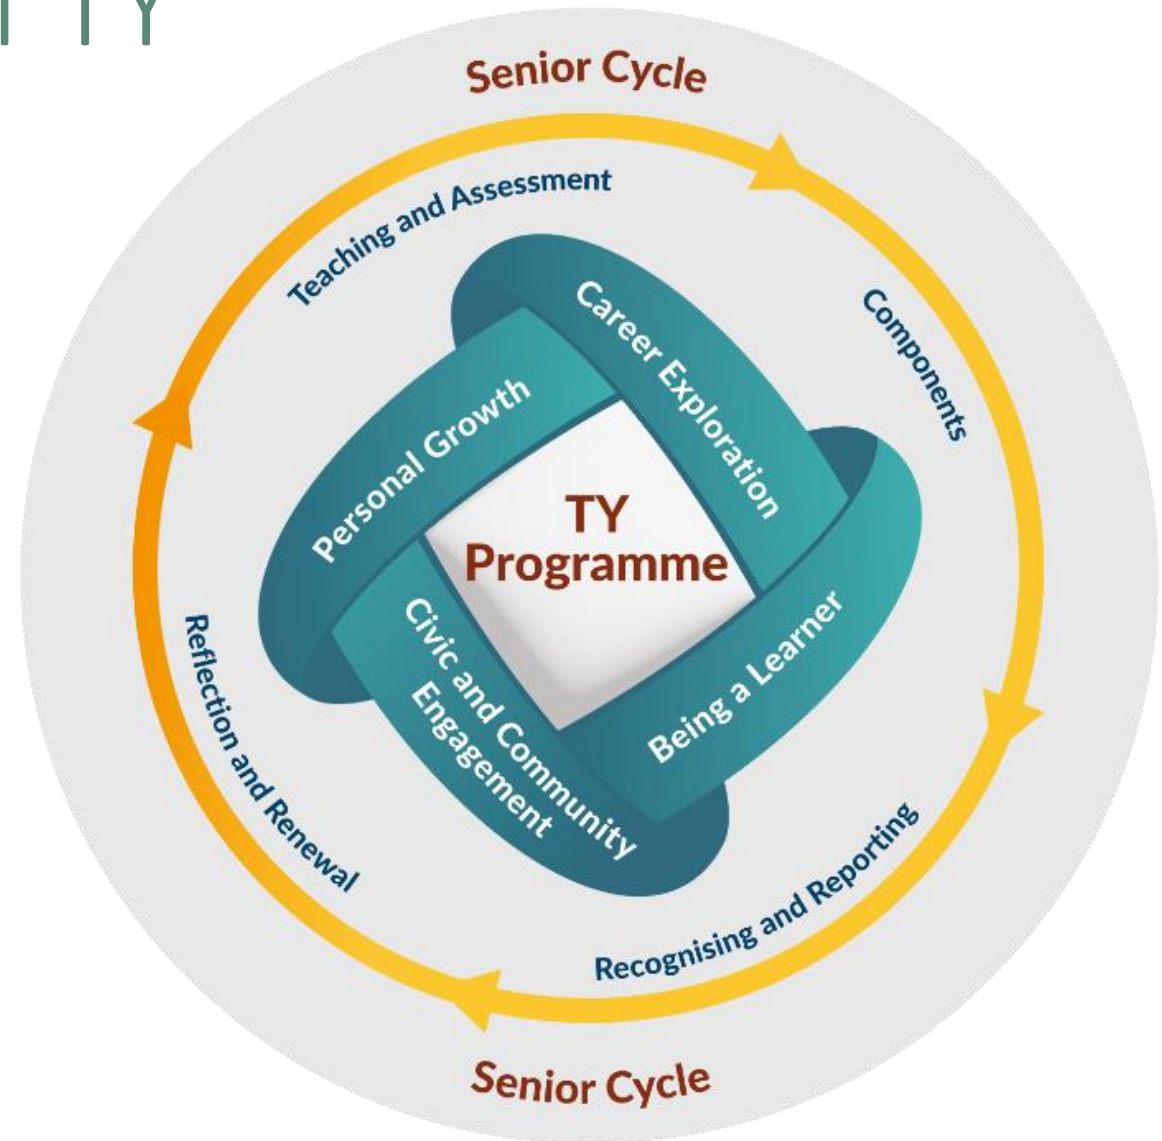 TY
Senior Cycle
Teaching and Assessment
Components
Career Exploration
Personal Growth
TY
Programme
Being a Learner
Civic and Community
Engagement
Reflection and Renewal
Recognising and Reporting
Senior Cycle